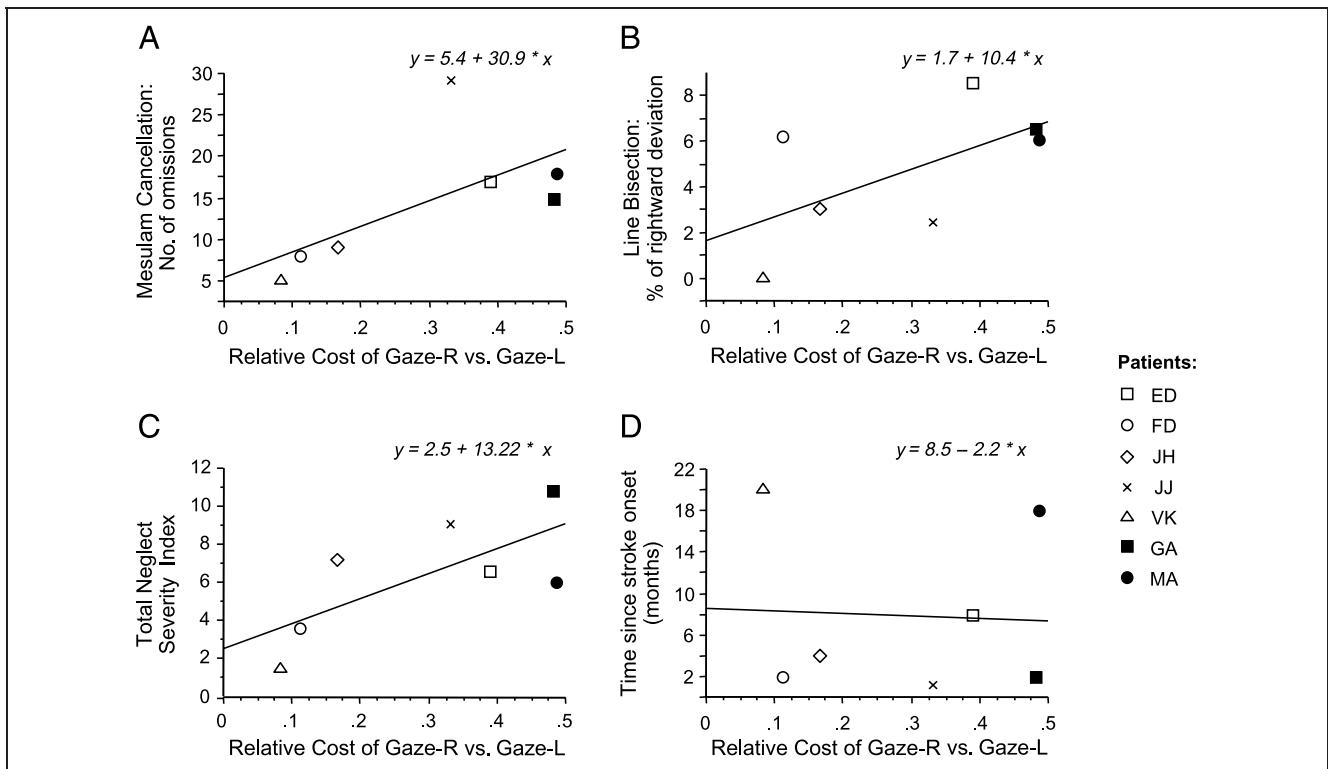 A
y = 5.4 + 30.9 * x
Mesulam Cancellation:
No. of omissions
30
25
20
15
10
5
0 .1 .2 .3 .4 .5
Relative Cost of Gaze-R vs. Gaze-L
B
y = 1.7 + 10.4 * x
Line Bisection:
% of rightward deviation
8
6
4
2
0
0 .1 .2 .3 .4 .5
Relative Cost of Gaze-R vs. Gaze-L
C
y = 2.5 + 13.22 * x
Total Neglect
Severity Index
12
10
8
6
4
2
0
0 .1 .2 .3 .4 .5
Relative Cost of Gaze-R vs. Gaze-L
D
y = 8.5 – 2.2 * x
Time since stroke onset
(months)
22
18
14
10
6
2
0 .1 .2 .3 .4 .5
Relative Cost of Gaze-R vs. Gaze-L
Patients:
ED
FD
JH
JJ
VK
GA
MA